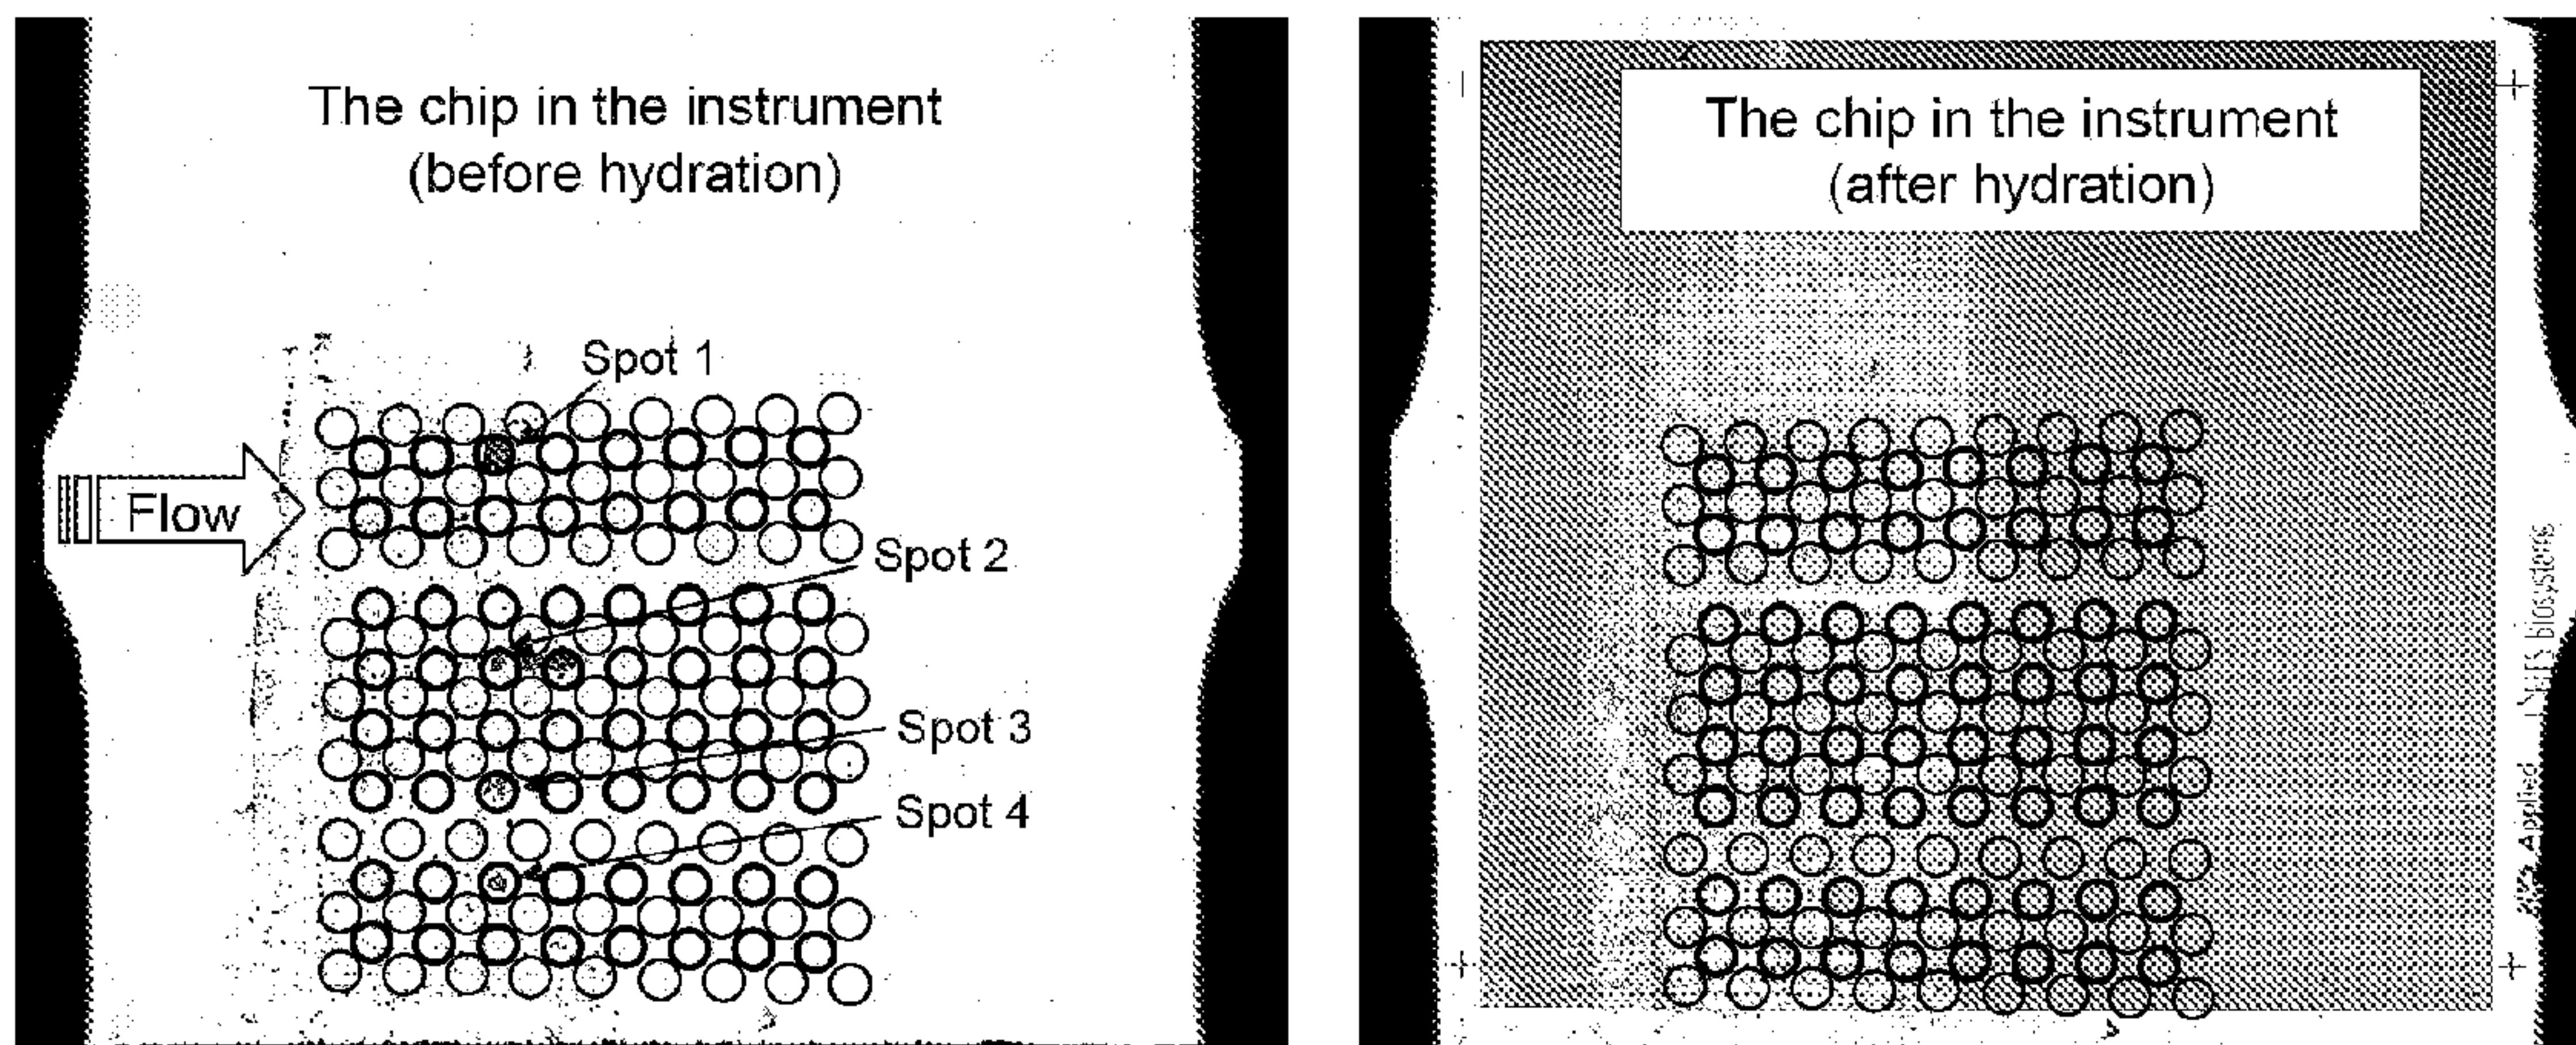 The chip in the instrument
(before hydration)
Spot 1
Flow
Spot 2
Spot 3
Spot 4
The chip in the instrument
(after hydration)
Applied